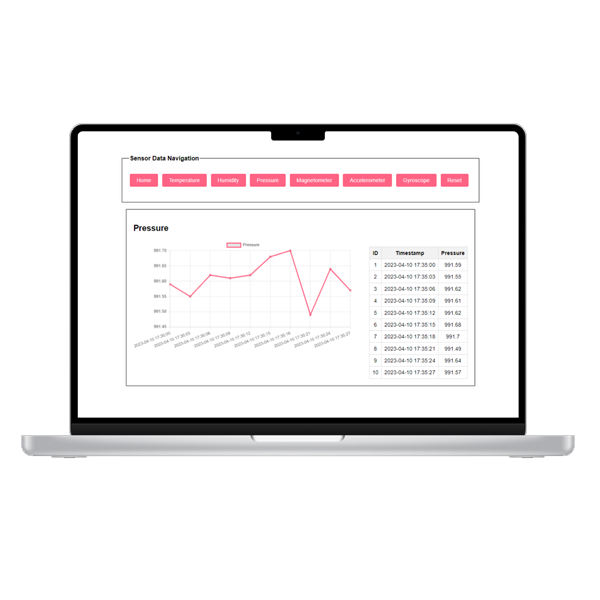 Sensor Data Navigation
Home Temperature Humidity Pressure Magnetometer Accelerometer Gyroscope Reset
Pressure
Pressure
991.70
991.65
991.60
991.55
991.50
991.45
2023-04-10 17:35:00 2023-04-10 17:35:03 2023-04-10 17:35:06 2023-04-10 17:35:09 2023-04-10 17:35:12 2023-04-10 17:35:15 2023-04-10 17:35:18 2023-04-10 17:35:21 2023-04-10 17:35:24 2023-04-10 17:35:27
ID Timestamp Pressure
1 2023-04-10 17:35:00 991.59
2 2023-04-10 17:35:03 991.55
3 2023-04-10 17:35:06 991.62
4 2023-04-10 17:35:09 991.61
5 2023-04-10 17:35:12 991.62
6 2023-04-10 17:35:15 991.68
7 2023-04-10 17:35:18 991.7
8 2023-04-10 17:35:21 991.49
9 2023-04-10 17:35:24 991.64
10 2023-04-10 17:35:27 991.57